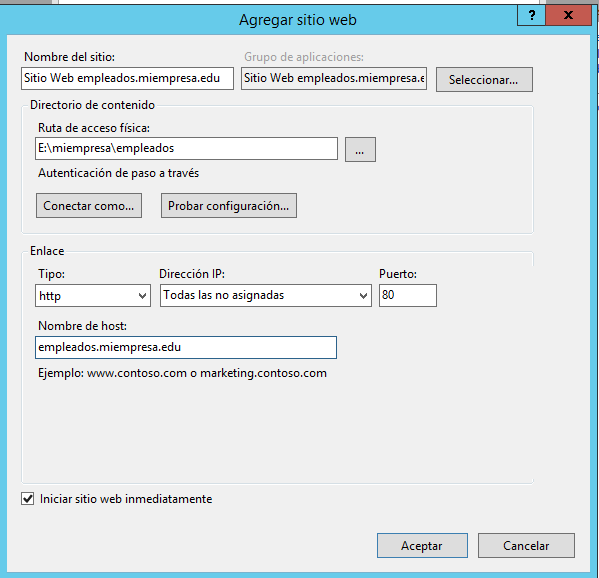 Agregar sitio web
?
x
Nombre del sitio:
Grupo de aplicaciones:
Sitio Web empleados.miempresa.edu
Sitio Web empleados.miempresa.e
Seleccionar...
Directorio de contenido
Ruta de acceso física:
E:\miempresa\empleados
...
Autenticación de paso a través
Conectar como...
Probar configuración...
Enlace
Tipo:
Dirección IP:
Puerto:
http
Todas las no asignadas
80
Nombre de host:
empleados.miempresa.edu
Ejemplo: www.contoso.com o marketing.contoso.com
Iniciar sitio web inmediatamente
Aceptar
Cancelar